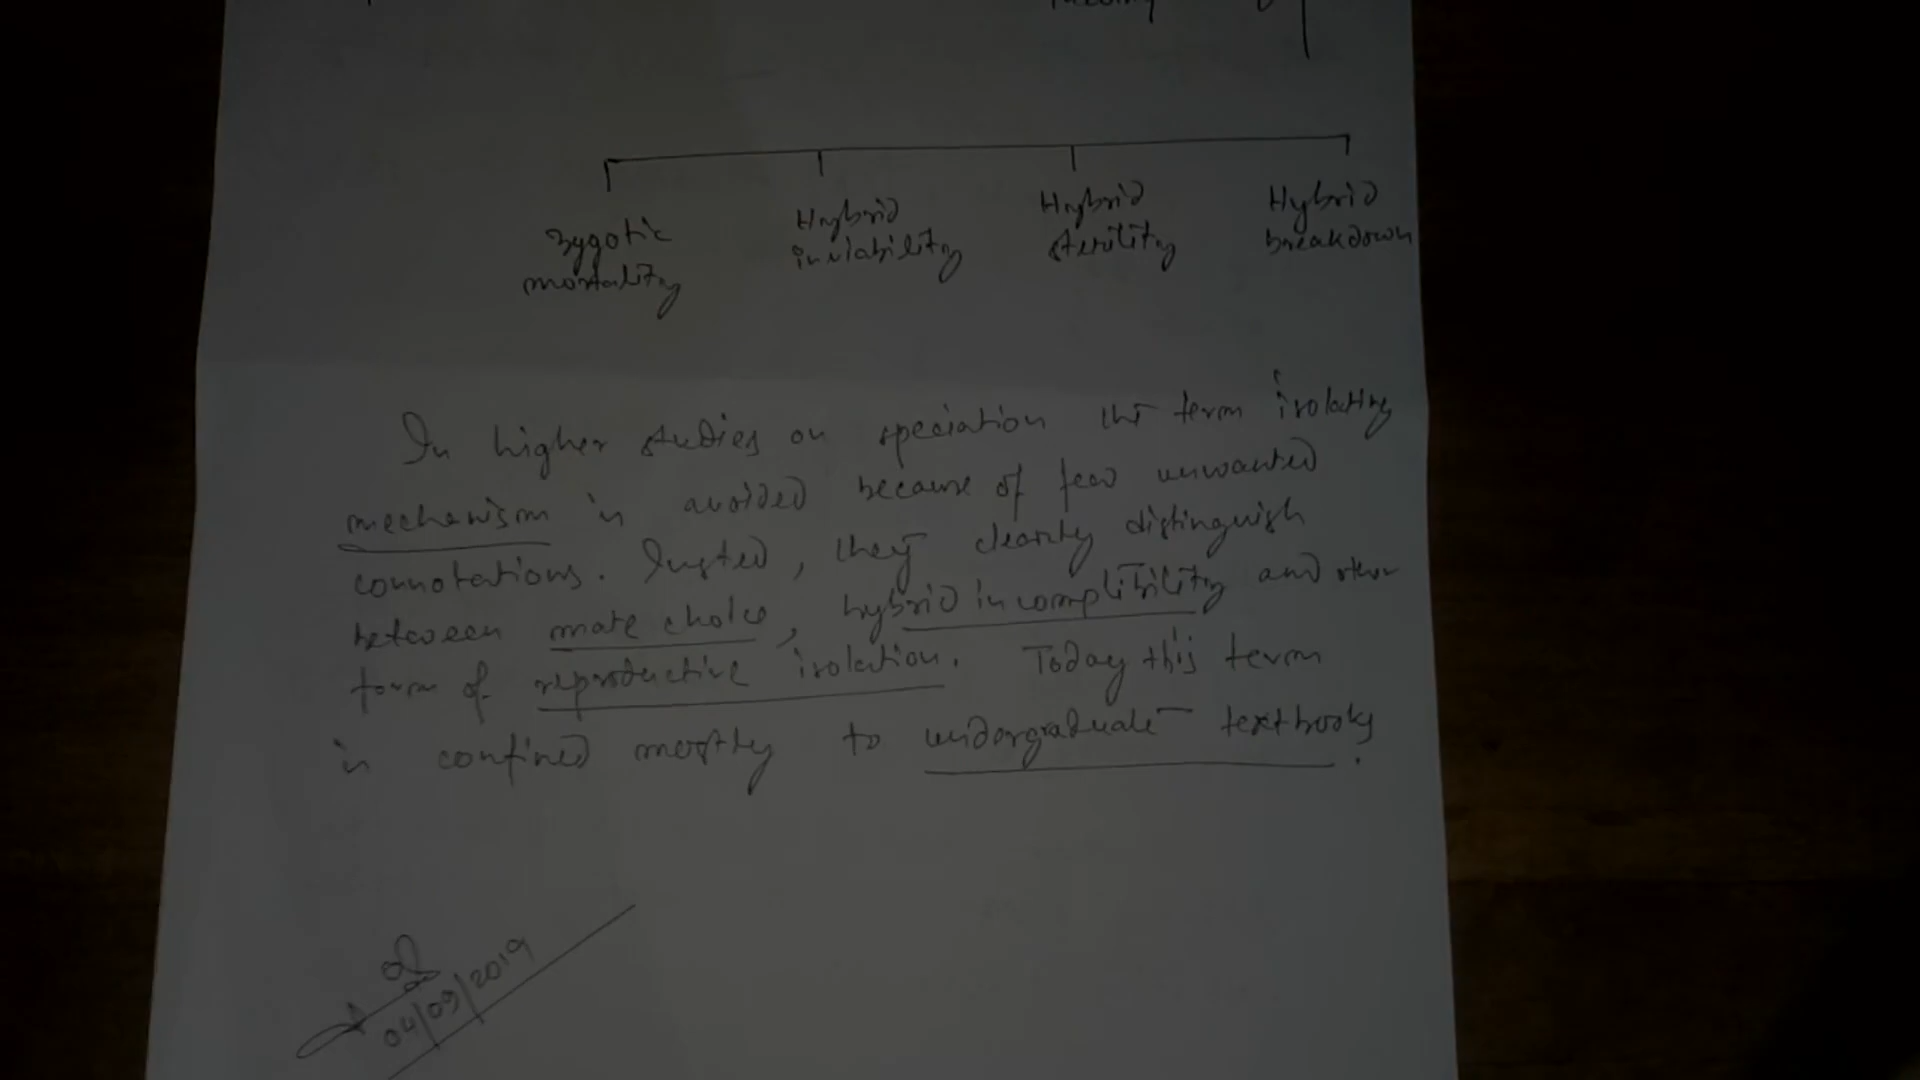 Zygotic mortality
Hybrid inviability
Hybrid sterility
Hybrid breakdown
In higher studies on speciation the term isolating
mechanism is avoided because of few unwanted
connotations. Insted, they clearly distinguish
between mate choice, hybrid incomplibility and other
form of reproductive isolation. Today this term
is confined mostly to undergraduate textbooks.
04/09/2019